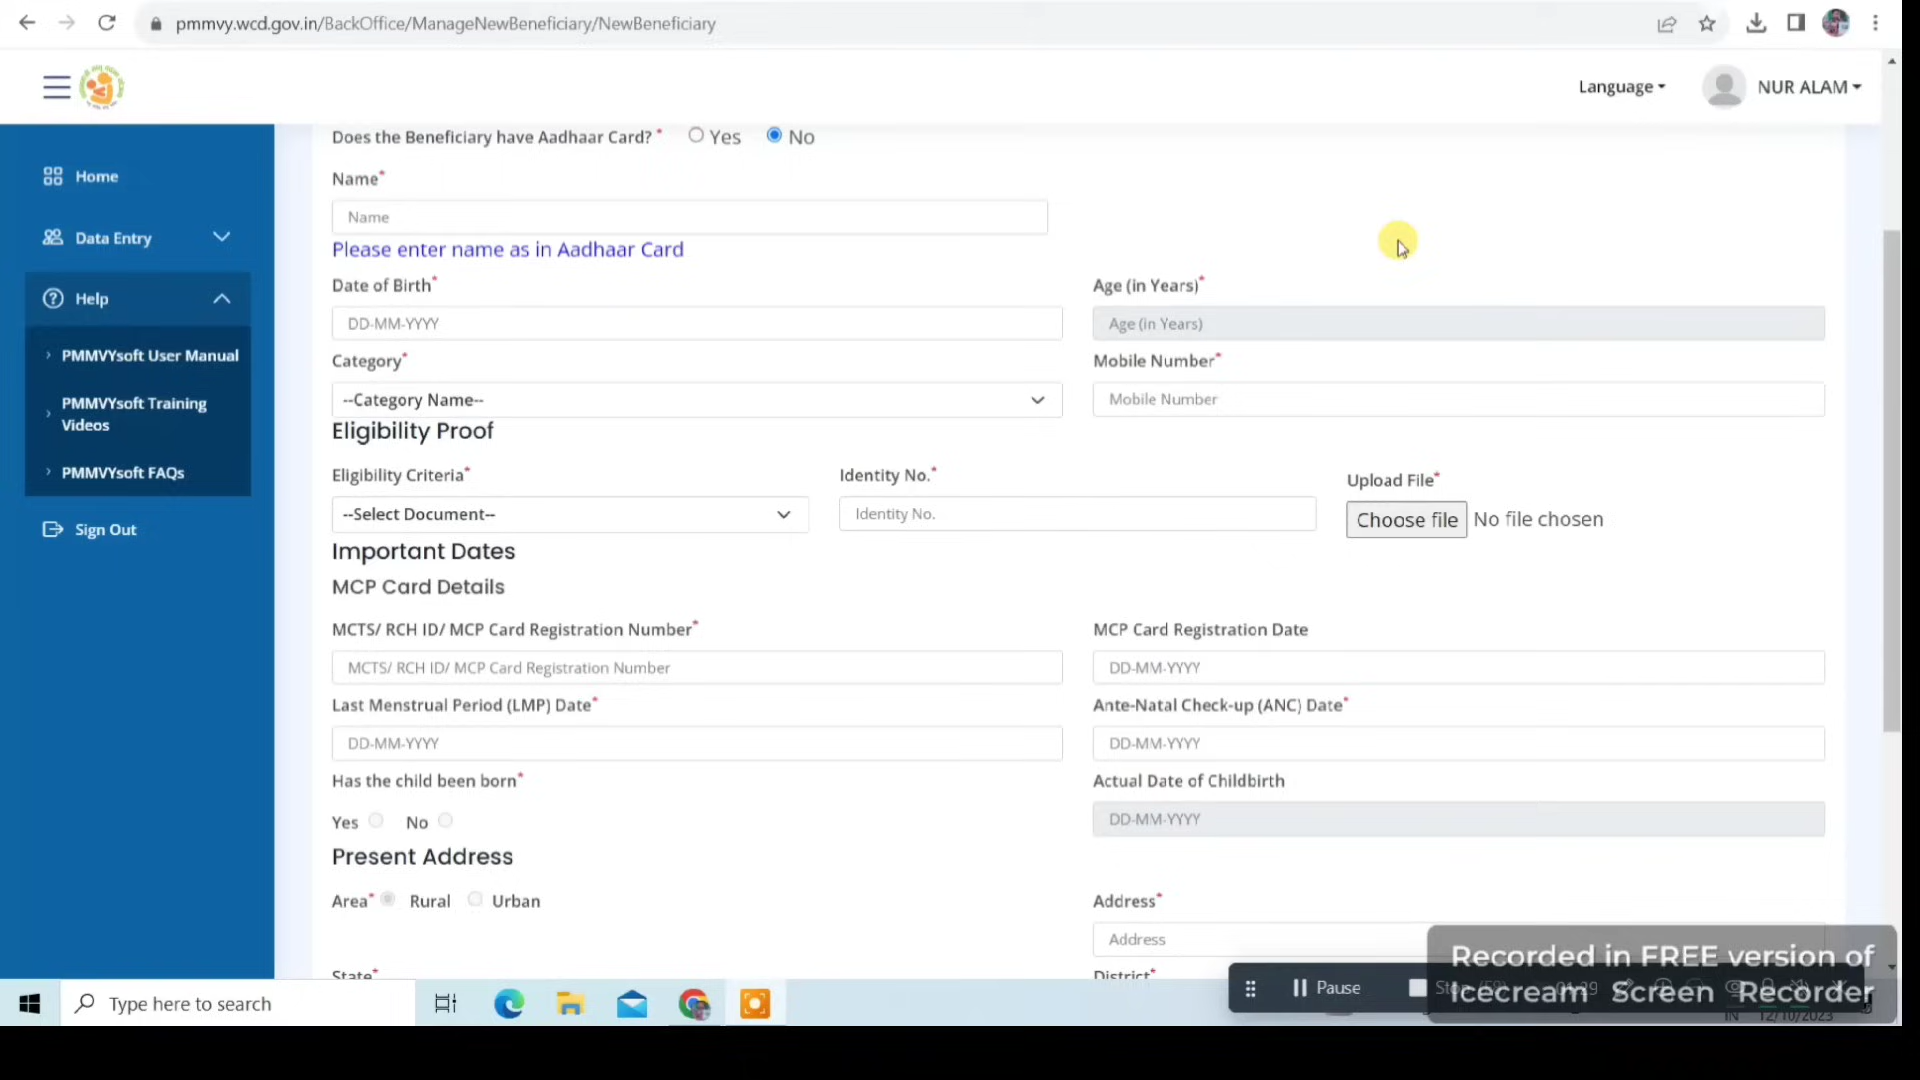 pmmvy.wcd.gov.in/BackOffice/ManageNewBeneficiary/NewBeneficiary
Language
NUR ALAM
Home
Data Entry
Help
PMMVYsoft User Manual
PMMVYsoft Training
Videos
PMMVYsoft FAQs
Sign Out
Does the Beneficiary have Aadhaar Card? * Yes No
Name*
Name
Please enter name as in Aadhaar Card
Date of Birth* Age (in Years)*
DD-MM-YYYY Age (in Years)
Category* Mobile Number*
--Category Name-- Mobile Number
Eligibility Proof
Eligibility Criteria* Identity No.* Upload File*
--Select Document-- Identity No. Choose file No file chosen
Important Dates
MCP Card Details
MCTS/ RCH ID/ MCP Card Registration Number* MCP Card Registration Date
MCTS/ RCH ID/ MCP Card Registration Number DD-MM-YYYY
Last Menstrual Period (LMP) Date* Ante-Natal Check-up (ANC) Date*
DD-MM-YYYY DD-MM-YYYY
Has the child been born* Actual Date of Childbirth
Yes No DD-MM-YYYY
Present Address
Area* Rural Urban Address*
Address
State* District*
Recorded in FREE version of
Icecream Screen Recorder
Pause
Type here to search
IN 12/10/2023